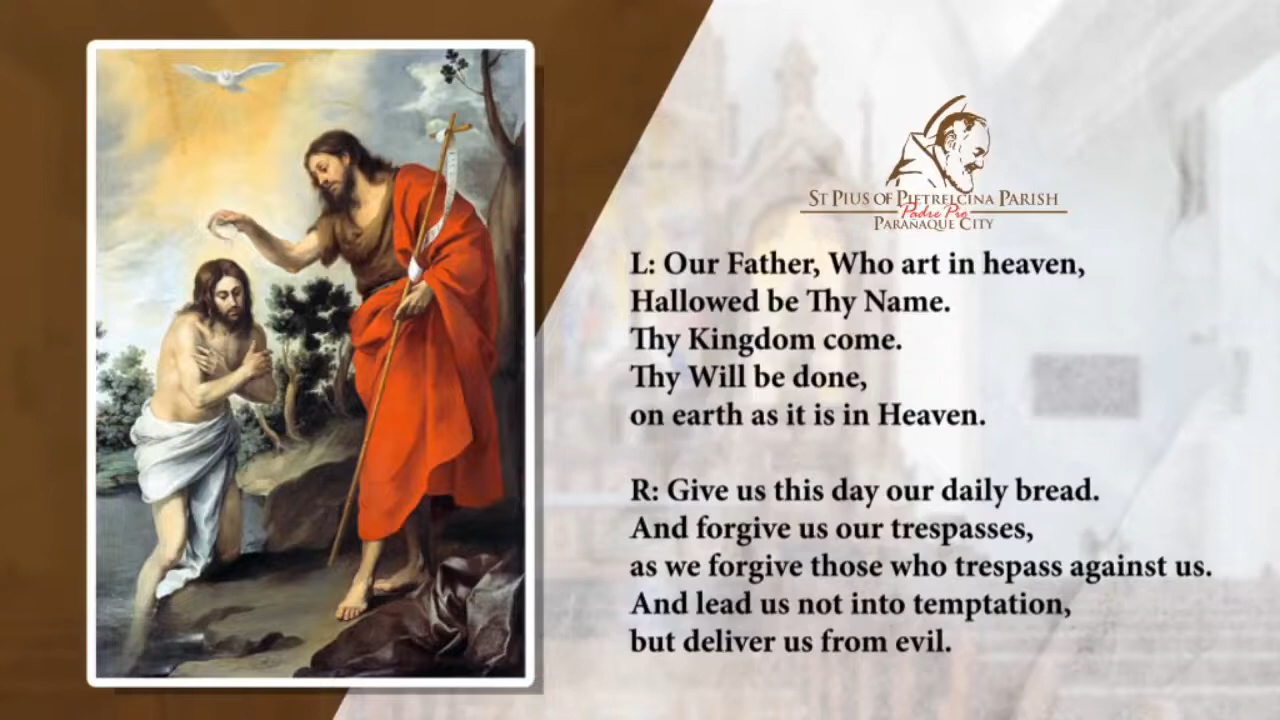 St Pius of Pietrelcina Parish
Padre Pio
Paranaque City
L: Our Father, Who art in heaven,
Hallowed be Thy Name.
Thy Kingdom come.
Thy Will be done,
on earth as it is in Heaven.
R: Give us this day our daily bread.
And forgive us our trespasses,
as we forgive those who trespass against us.
And lead us not into temptation,
but deliver us from evil.